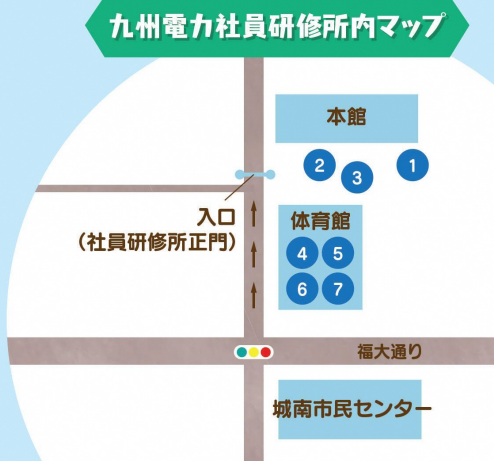 九州電力社員研修所内マップ
本館
2
3
1
入口
（社員研修所正門）
体育館
4
5
6
7
福大通り
城南市民センター